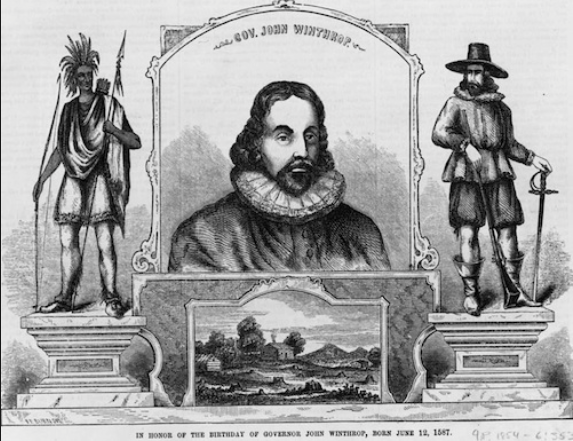 GOV. JOHN WINTHROP.
IN HONOR OF THE BIRTHDAY OF GOVERNOR JOHN WINTHROP, BORN JUNE 12, 1587.